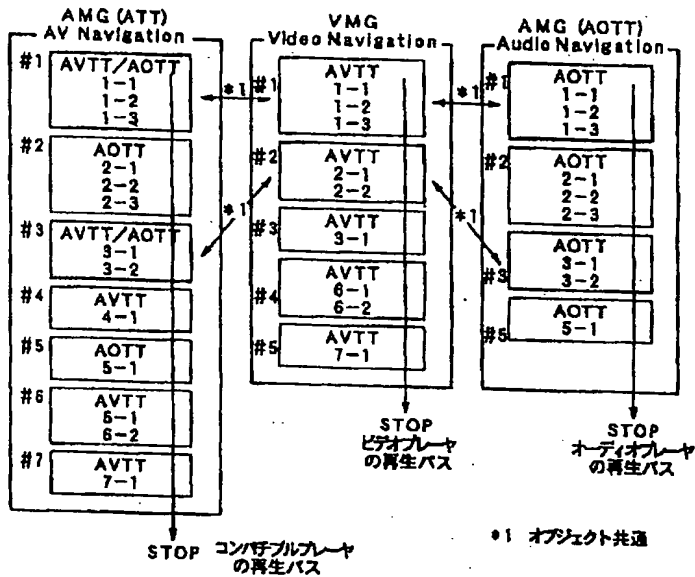 AMG (ATT)
AV Navigation
#1
AVTT/AOTT
1-1
1-2
1-3
#2
AOTT
2-1
2-2
2-3
#3
AVTT/AOTT
3-1
3-2
#4
AVTT
4-1
#5
AOTT
5-1
#6
AVTT
6-1
6-2
#7
AVTT
7-1
STOP
コンパチブルプレーヤ
の再生パス
*1
*1
VMG
Video Navigation
#1
AVTT
1-1
1-2
1-3
#2
AVTT
2-1
2-2
#3
AVTT
3-1
#4
AVTT
6-1
6-2
#5
AVTT
7-1
STOP
ビデオプレーヤ
の再生パス
*1
*1
AMG (AOTT)
Audio Navigation
#1
AOTT
1-1
1-2
1-3
#2
AOTT
2-1
2-2
2-3
#3
AOTT
3-1
3-2
#5
AOTT
5-1
STOP
オーディオプレーヤ
の再生パス
*1 オブジェクト共通